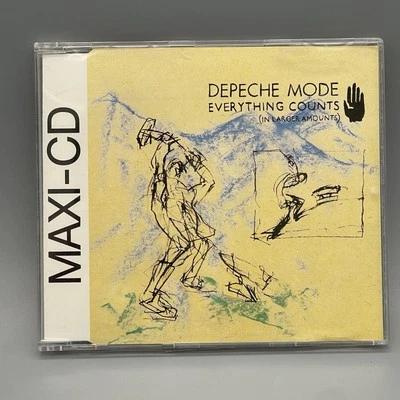 MAXI-CD
DEPECHE MODE
EVERYTHING COUNTS
(IN LARGER AMOUNTS)